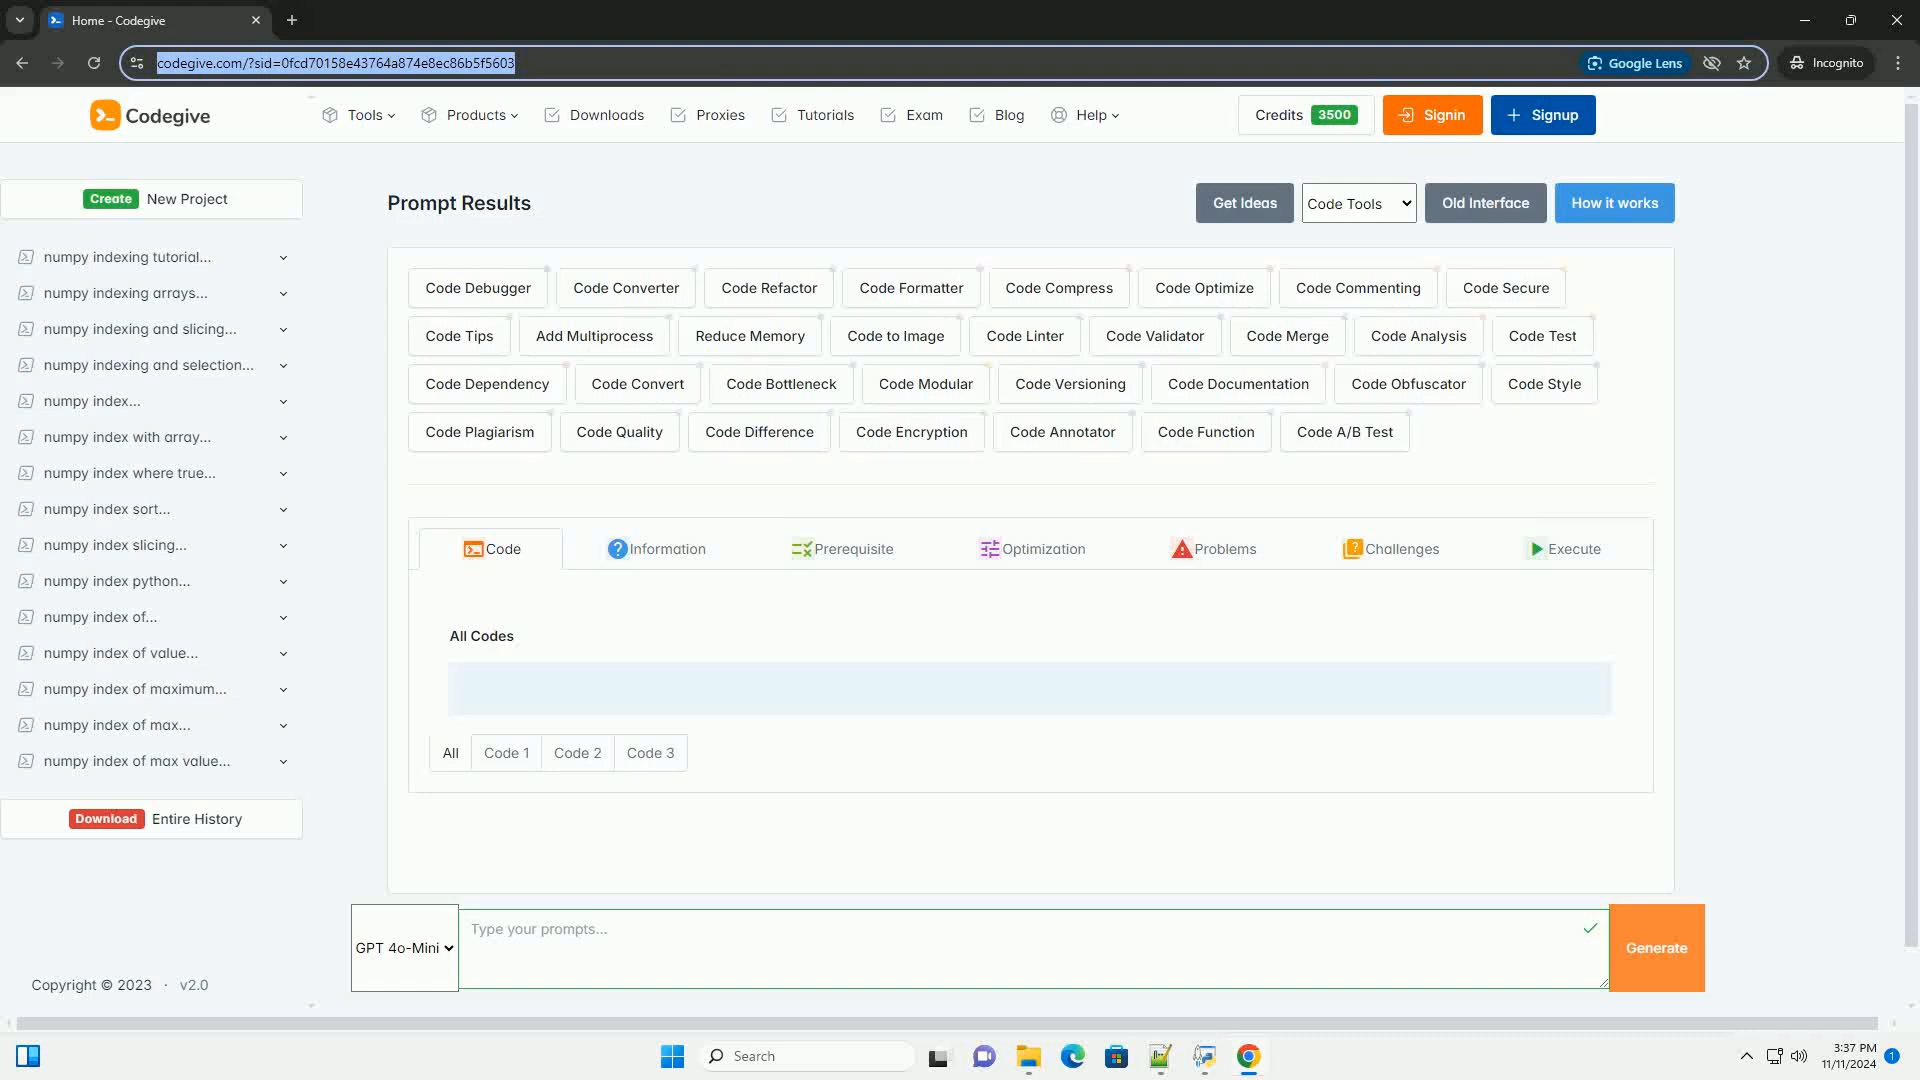 Home - Codegive
codegive.com/?sid=0fcd70158e43764a874e8ec86b5f5603
Google Lens
Incognito
Codegive
Tools
Products
Downloads
Proxies
Tutorials
Exam
Blog
Help
Credits 3500
Signin
Signup
Create New Project
Prompt Results
Get Ideas
Code Tools
Old Interface
How it works
numpy indexing tutorial...
numpy indexing arrays...
numpy indexing and slicing...
numpy indexing and selection...
numpy index...
numpy index with array...
numpy index where true...
numpy index sort...
numpy index slicing...
numpy index python...
numpy index of...
numpy index of value...
numpy index of maximum...
numpy index of max...
numpy index of max value...
Download Entire History
Copyright © 2023 · v2.0
Code Debugger
Code Converter
Code Refactor
Code Formatter
Code Compress
Code Optimize
Code Commenting
Code Secure
Code Tips
Add Multiprocess
Reduce Memory
Code to Image
Code Linter
Code Validator
Code Merge
Code Analysis
Code Test
Code Dependency
Code Convert
Code Bottleneck
Code Modular
Code Versioning
Code Documentation
Code Obfuscator
Code Style
Code Plagiarism
Code Quality
Code Difference
Code Encryption
Code Annotator
Code Function
Code A/B Test
Code
Information
Prerequisite
Optimization
Problems
Challenges
Execute
All Codes
All
Code 1
Code 2
Code 3
GPT 4o-Mini
Type your prompts...
Generate
Search
3:37 PM
11/11/2024
1